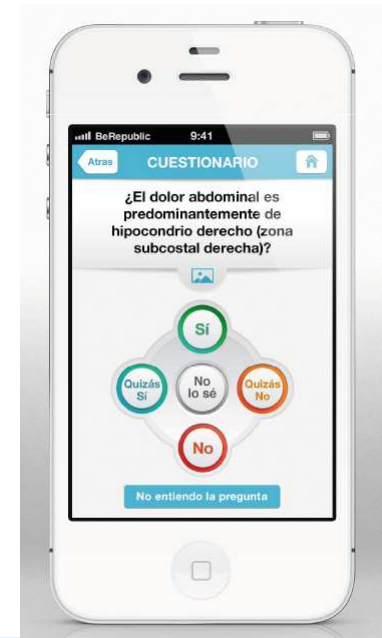 BeRepublic 9:41
Atras CUESTIONARIO
¿El dolor abdominal es
predominantemente de
hipocondrio derecho (zona
subcostal derecha)?
Sí
Quizás
Sí
No
lo sé
Quizás
No
No
No entiendo la pregunta